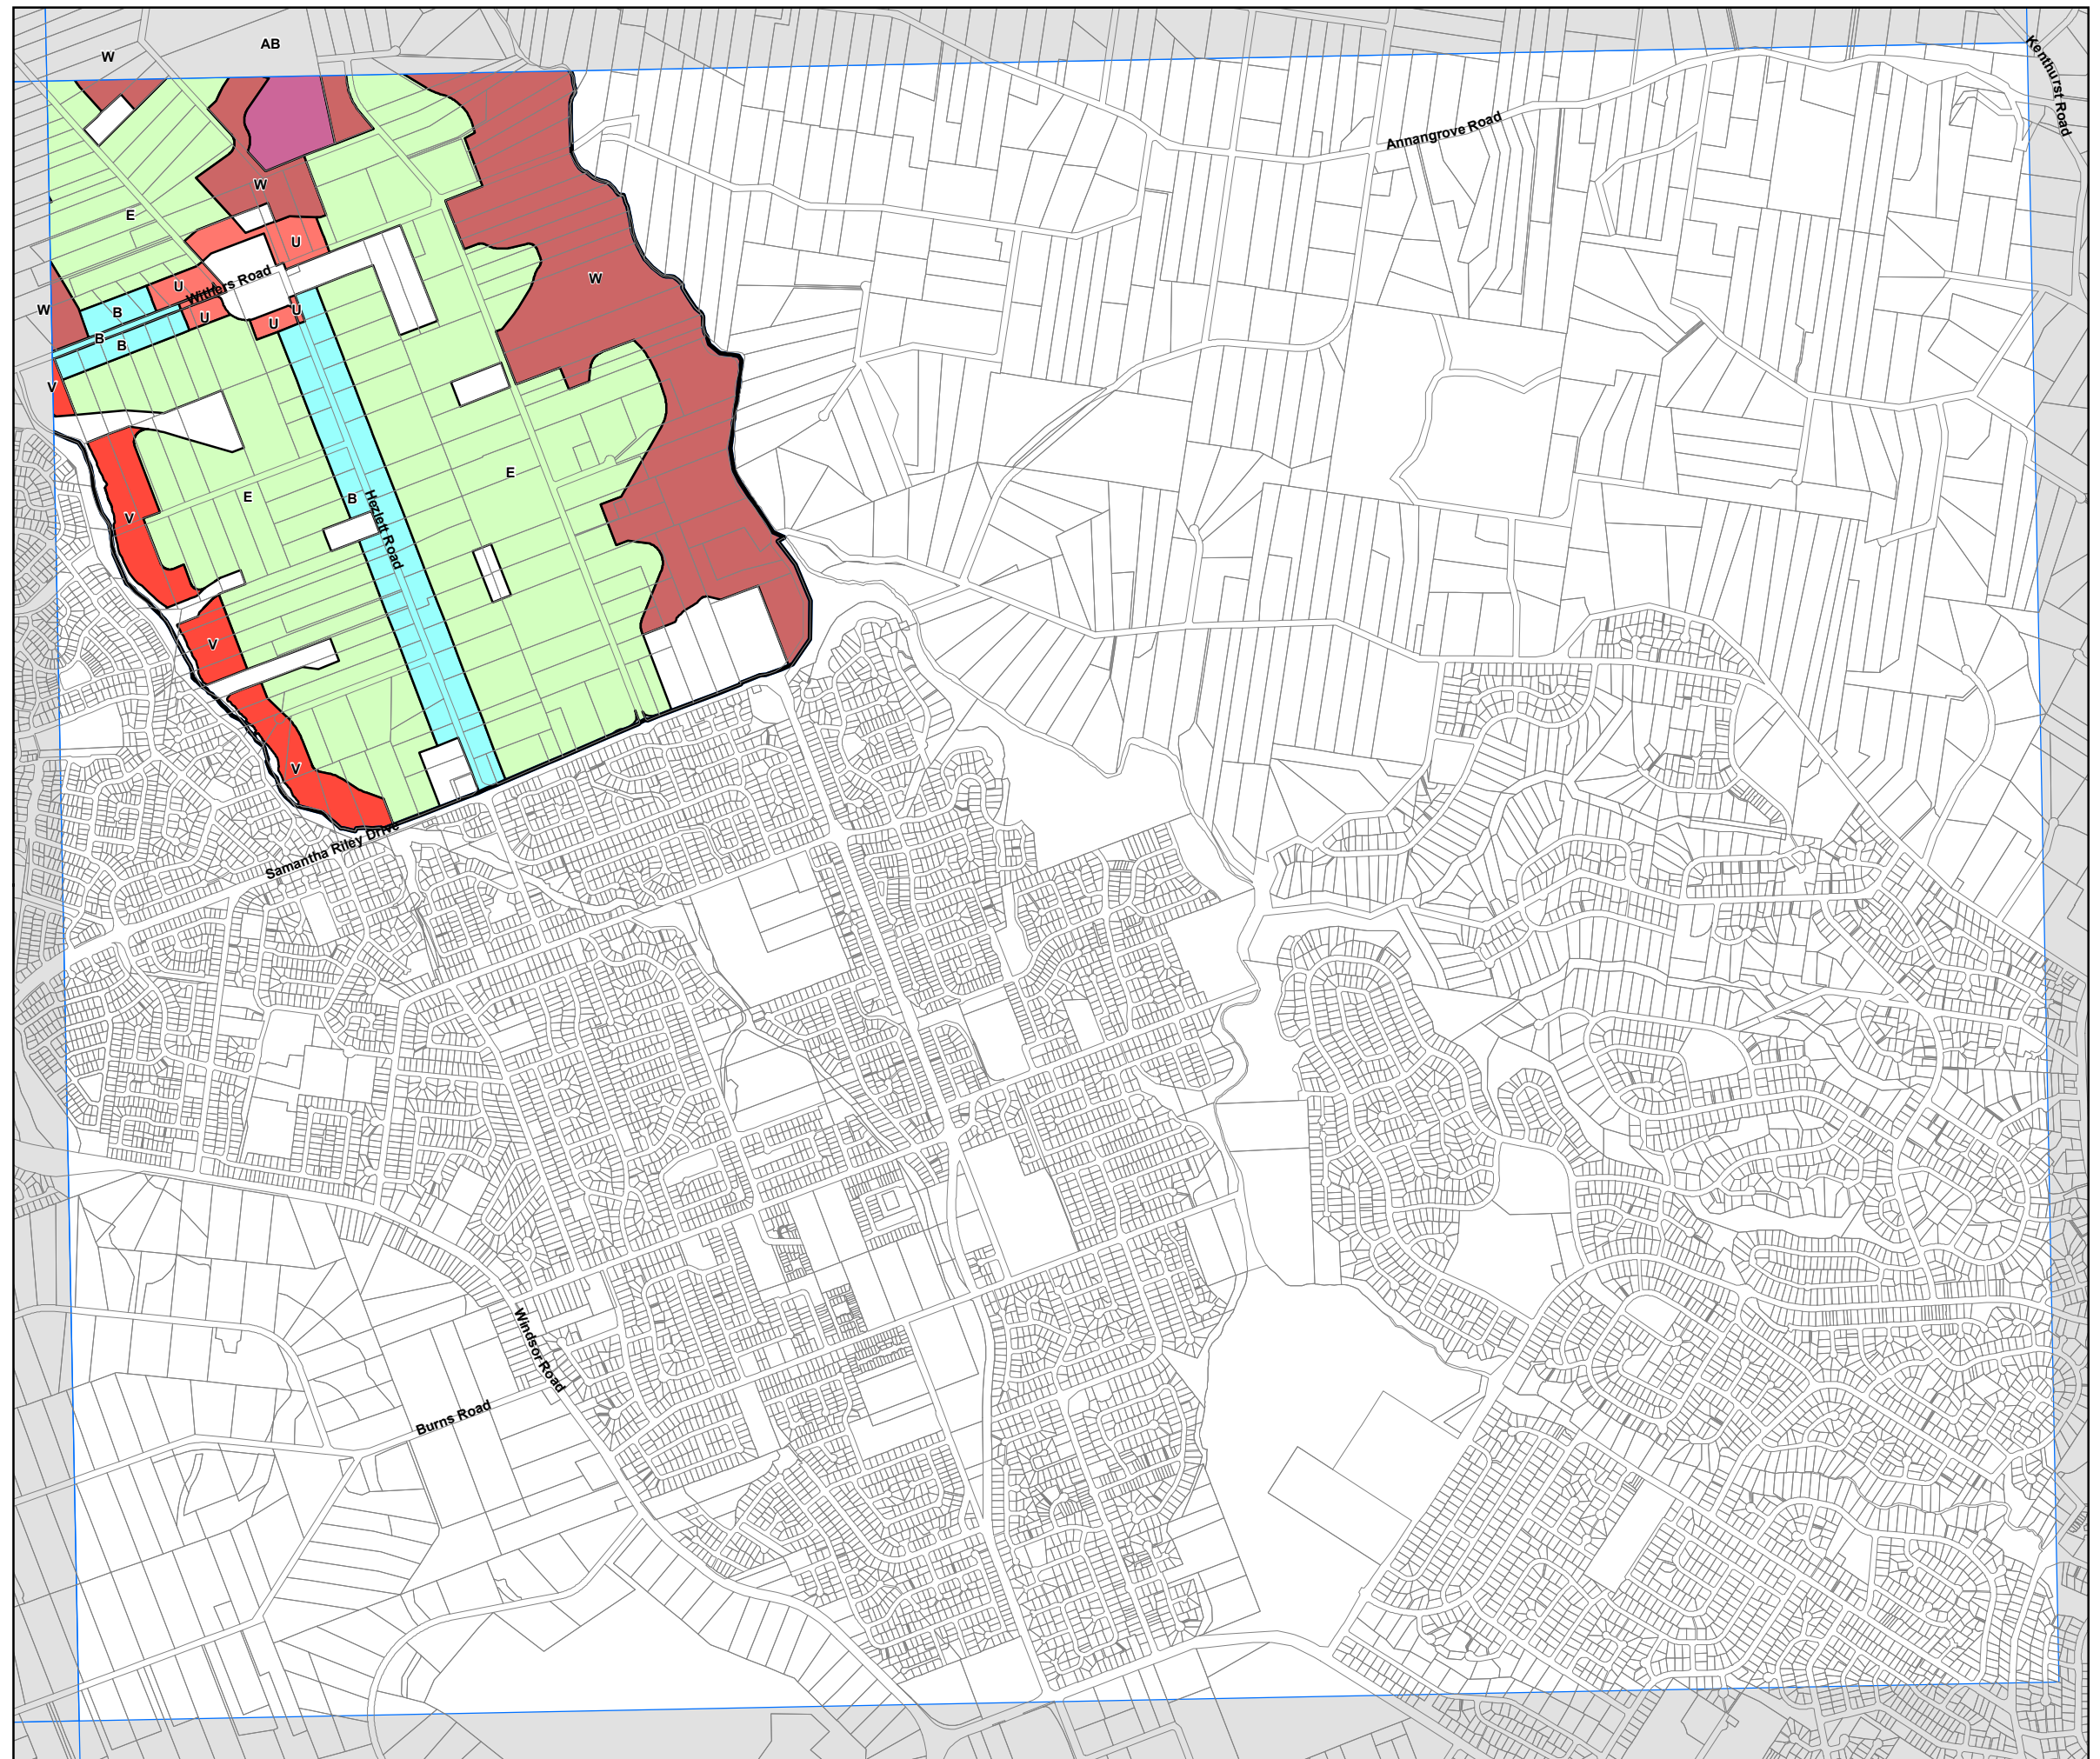 W
AB
Kenthurst Road
Annangrove Road
W
E
U
W
U
Withers Road
W
B
U
U
U
B
B
V
E
E
B
Hezlett Road
V
V
V
Samantha Riley Drive
Windsor Road
Burns Road